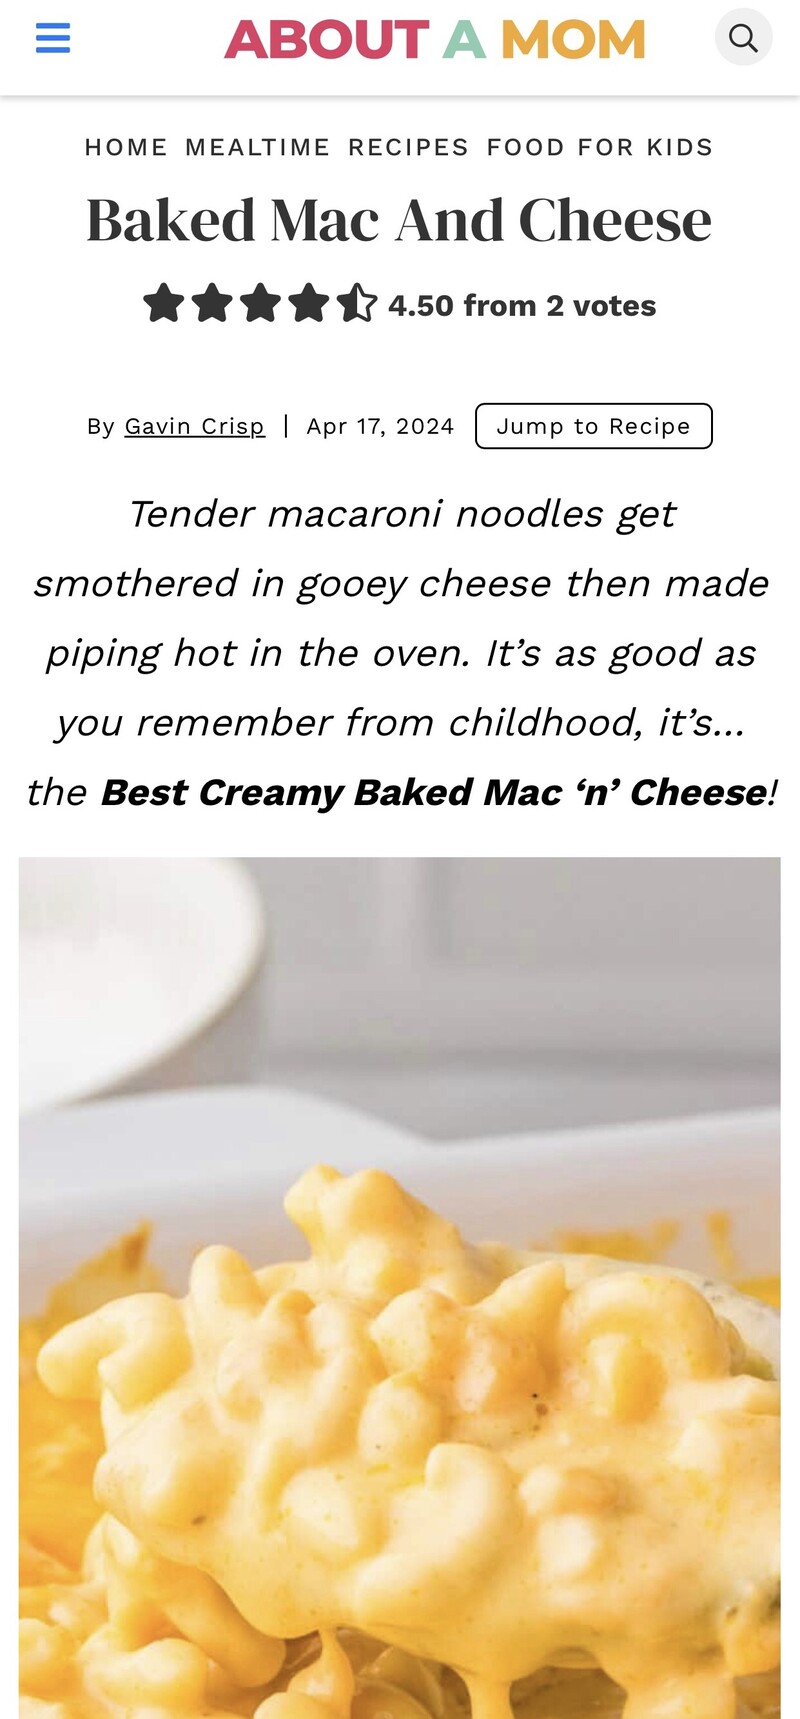 ABOUT A MOM
HOME MEALTIME RECIPES FOOD FOR KIDS
Baked Mac And Cheese
4.50 from 2 votes
By Gavin Crisp | Apr 17, 2024 Jump to Recipe
Tender macaroni noodles get
smothered in gooey cheese then made
piping hot in the oven. It’s as good as
you remember from childhood, it’s…
the Best Creamy Baked Mac ‘n’ Cheese!